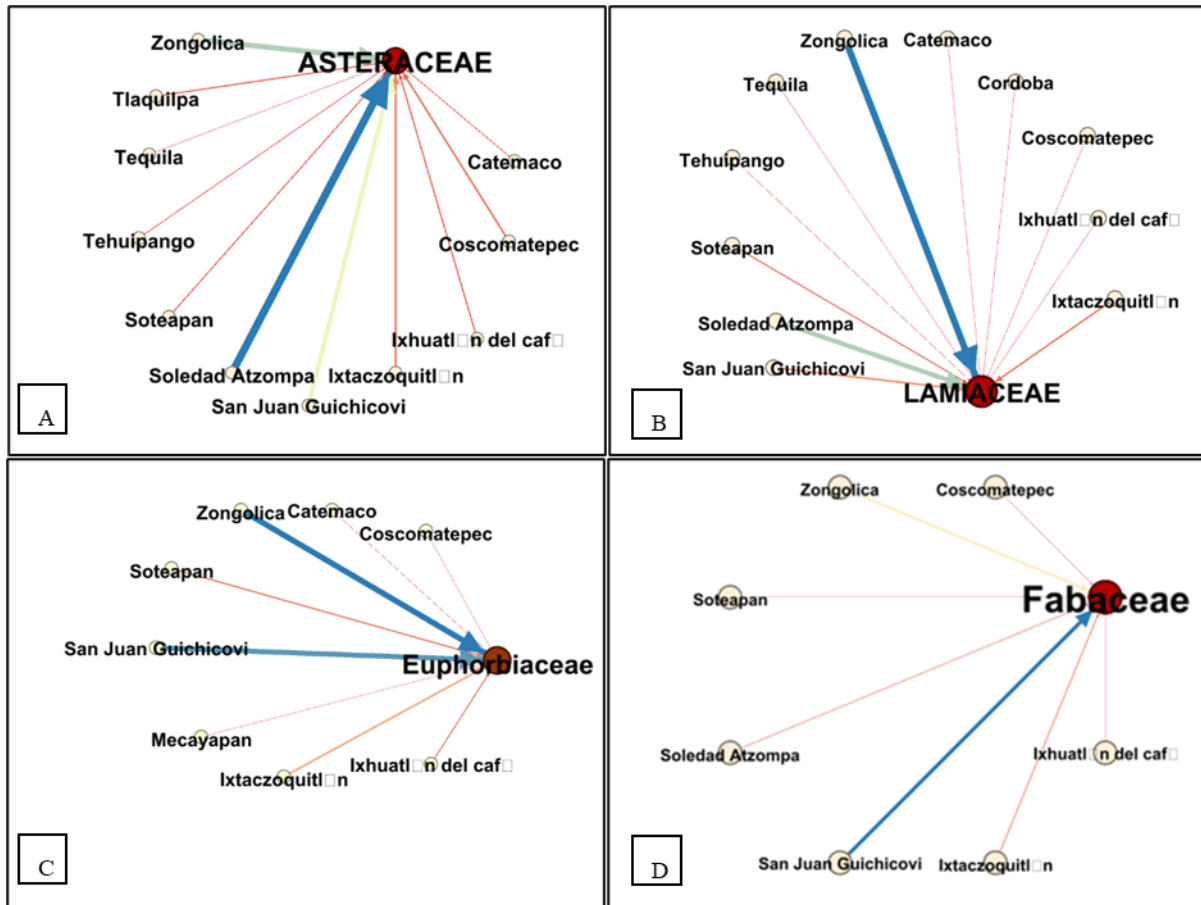 Zongolica
ASTERACEAE
Tlaquilpa
Tequila
Catemaco
Tehuipango
Coscomatepec
Soteapan
Ixhuatl□n del caf□
Soledad Atzompa
Ixtaczoquitl□n
San Juan Guichicovi
A
Zongolica
Catemaco
Tequila
Cordoba
Coscomatepec
Tehuipango
Ixhuatl□n del caf□
Soteapan
Ixtaczoquitl□n
Soledad Atzompa
San Juan Guichicovi
LAMIACEAE
B
Zongolica
Catemaco
Coscomatepec
Soteapan
San Juan Guichicovi
Euphorbiaceae
Mecayapan
Ixhuatl□n del caf□
Ixtaczoquitl□n
C
Zongolica
Coscomatepec
Soteapan
Fabaceae
Soledad Atzompa
Ixhuatl□n del caf□
San Juan Guichicovi
Ixtaczoquitl□n
D